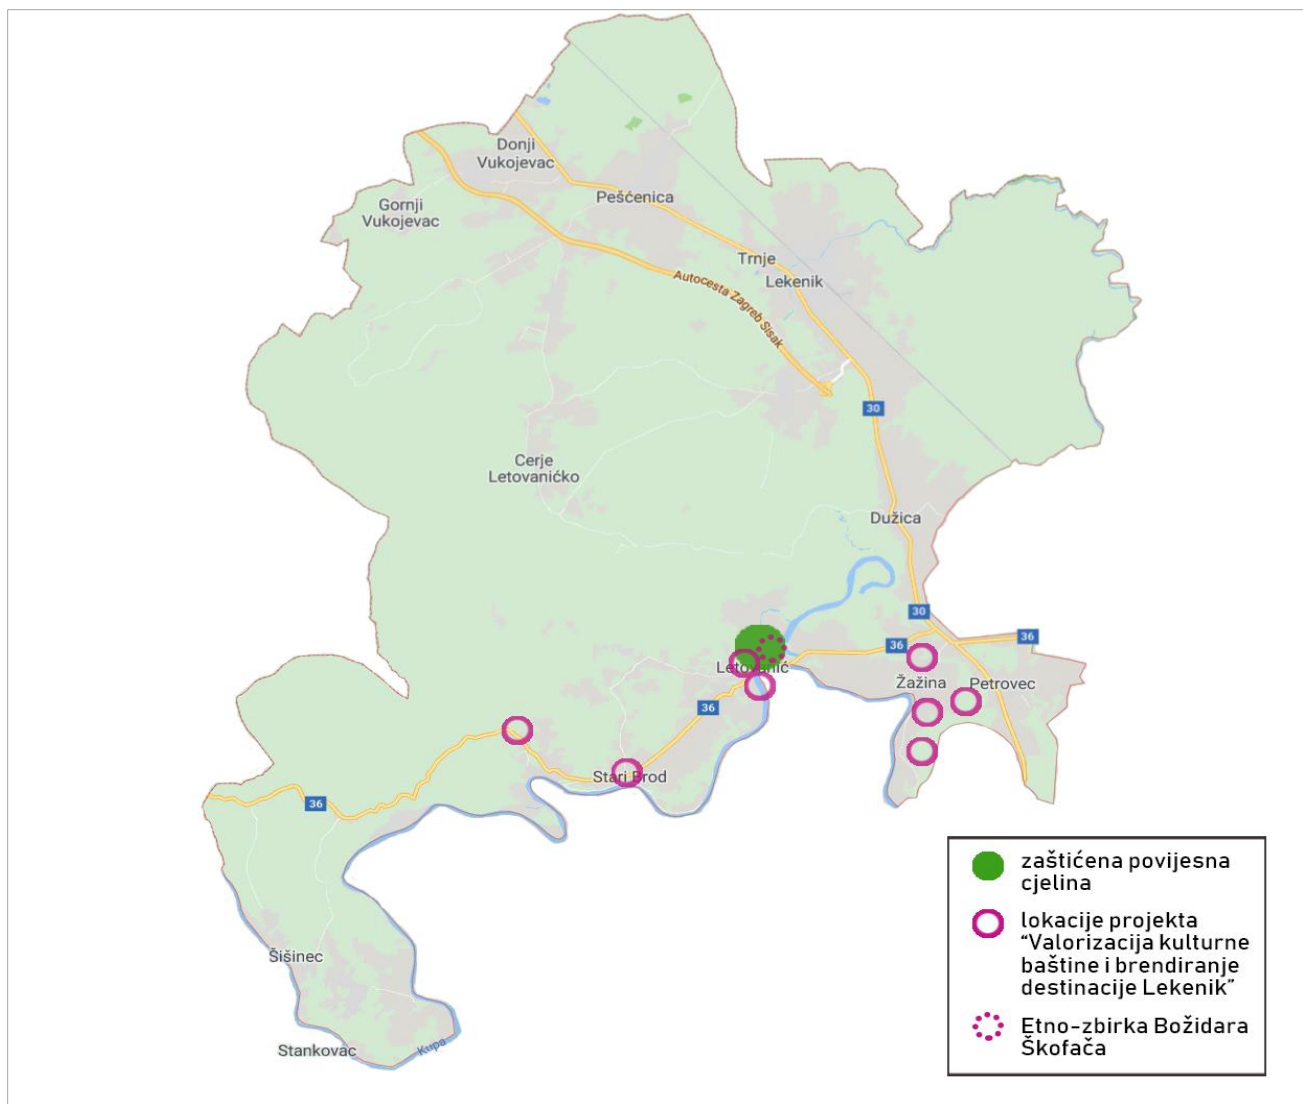 Donji
Vukojevac
Pešćenica
Gornji
Vukojevac
Trnje
Lekenik
Autocesta Zagreb Sisak
30
Cerje
Letovanićko
Dužica
30
36
36
Letovanić
Žažina
Petrovec
36
Stari Brod
36
Šišinec
Stankovac
Kupa
zaštićena povijesna
cjelina
lokacije projekta
“Valorizacija kulturne
baštine i brendiranje
destinacije Lekenik”
Etno-zbirka Božidara
Škofača